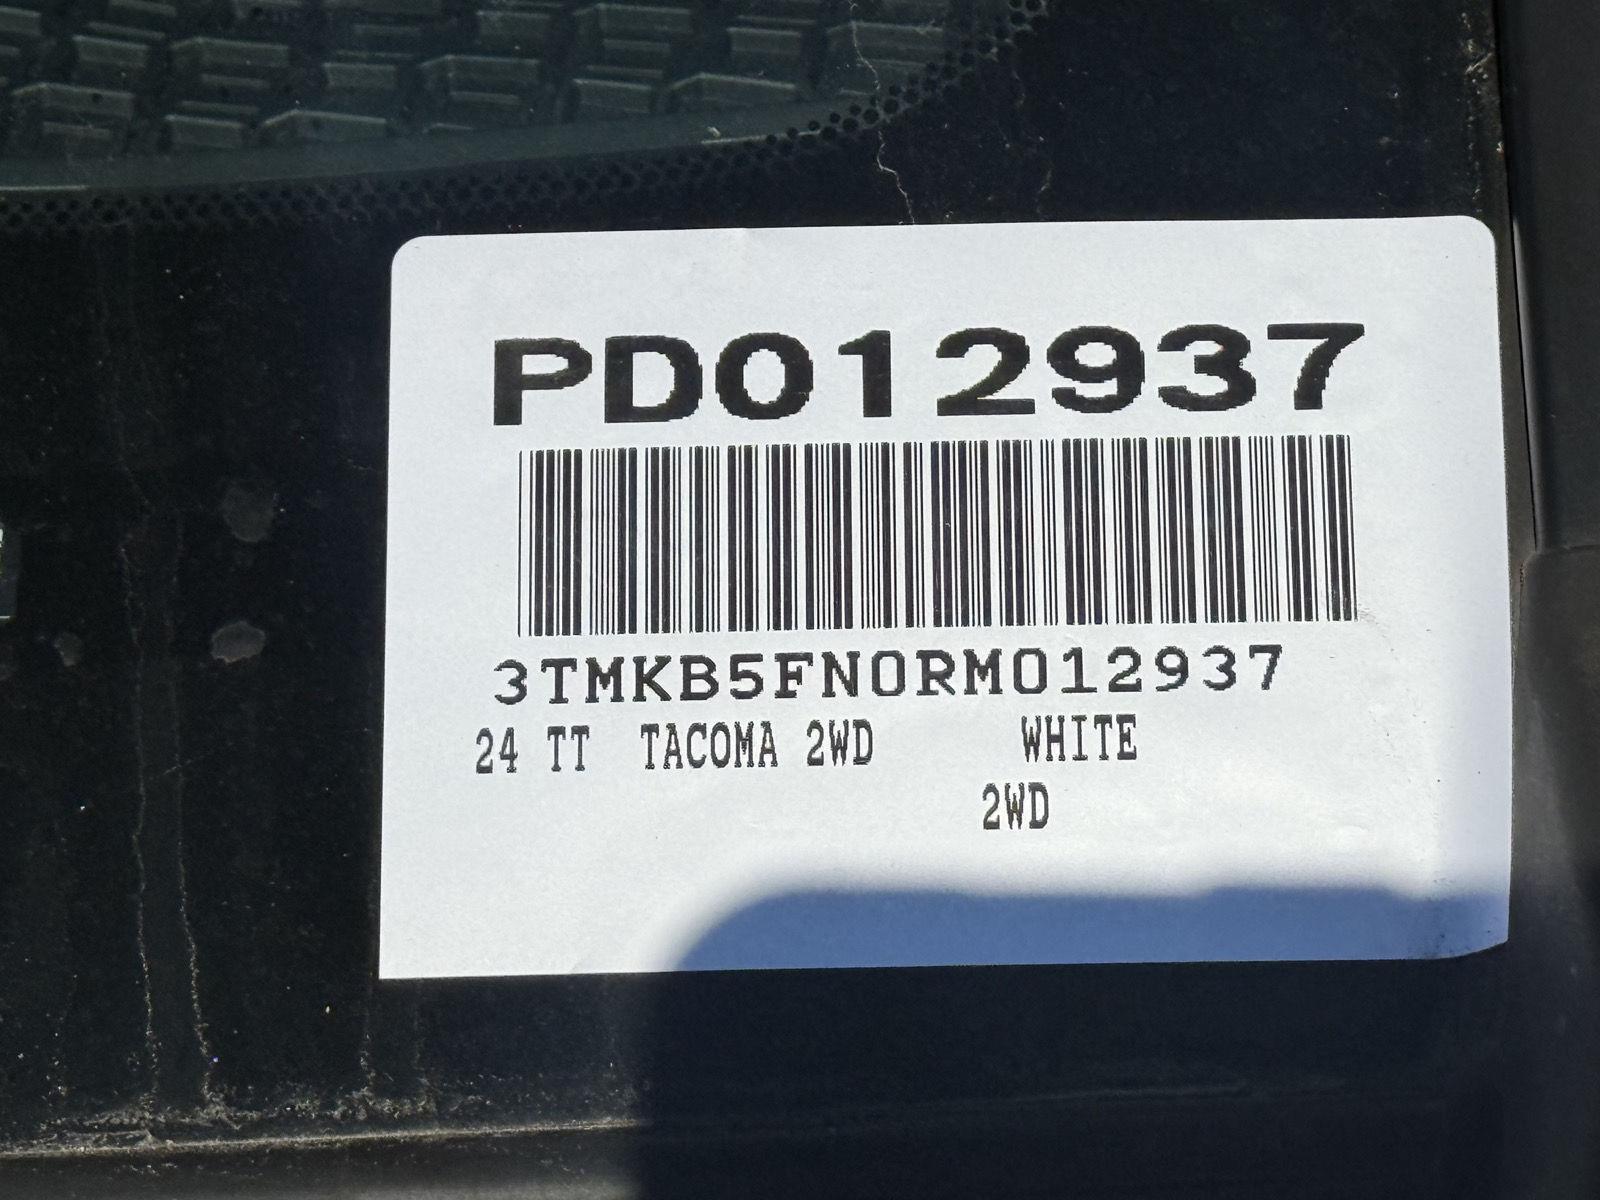 PD012937
3TMKB5FN0RM012937
24 TT TACOMA 2WD WHITE
2WD